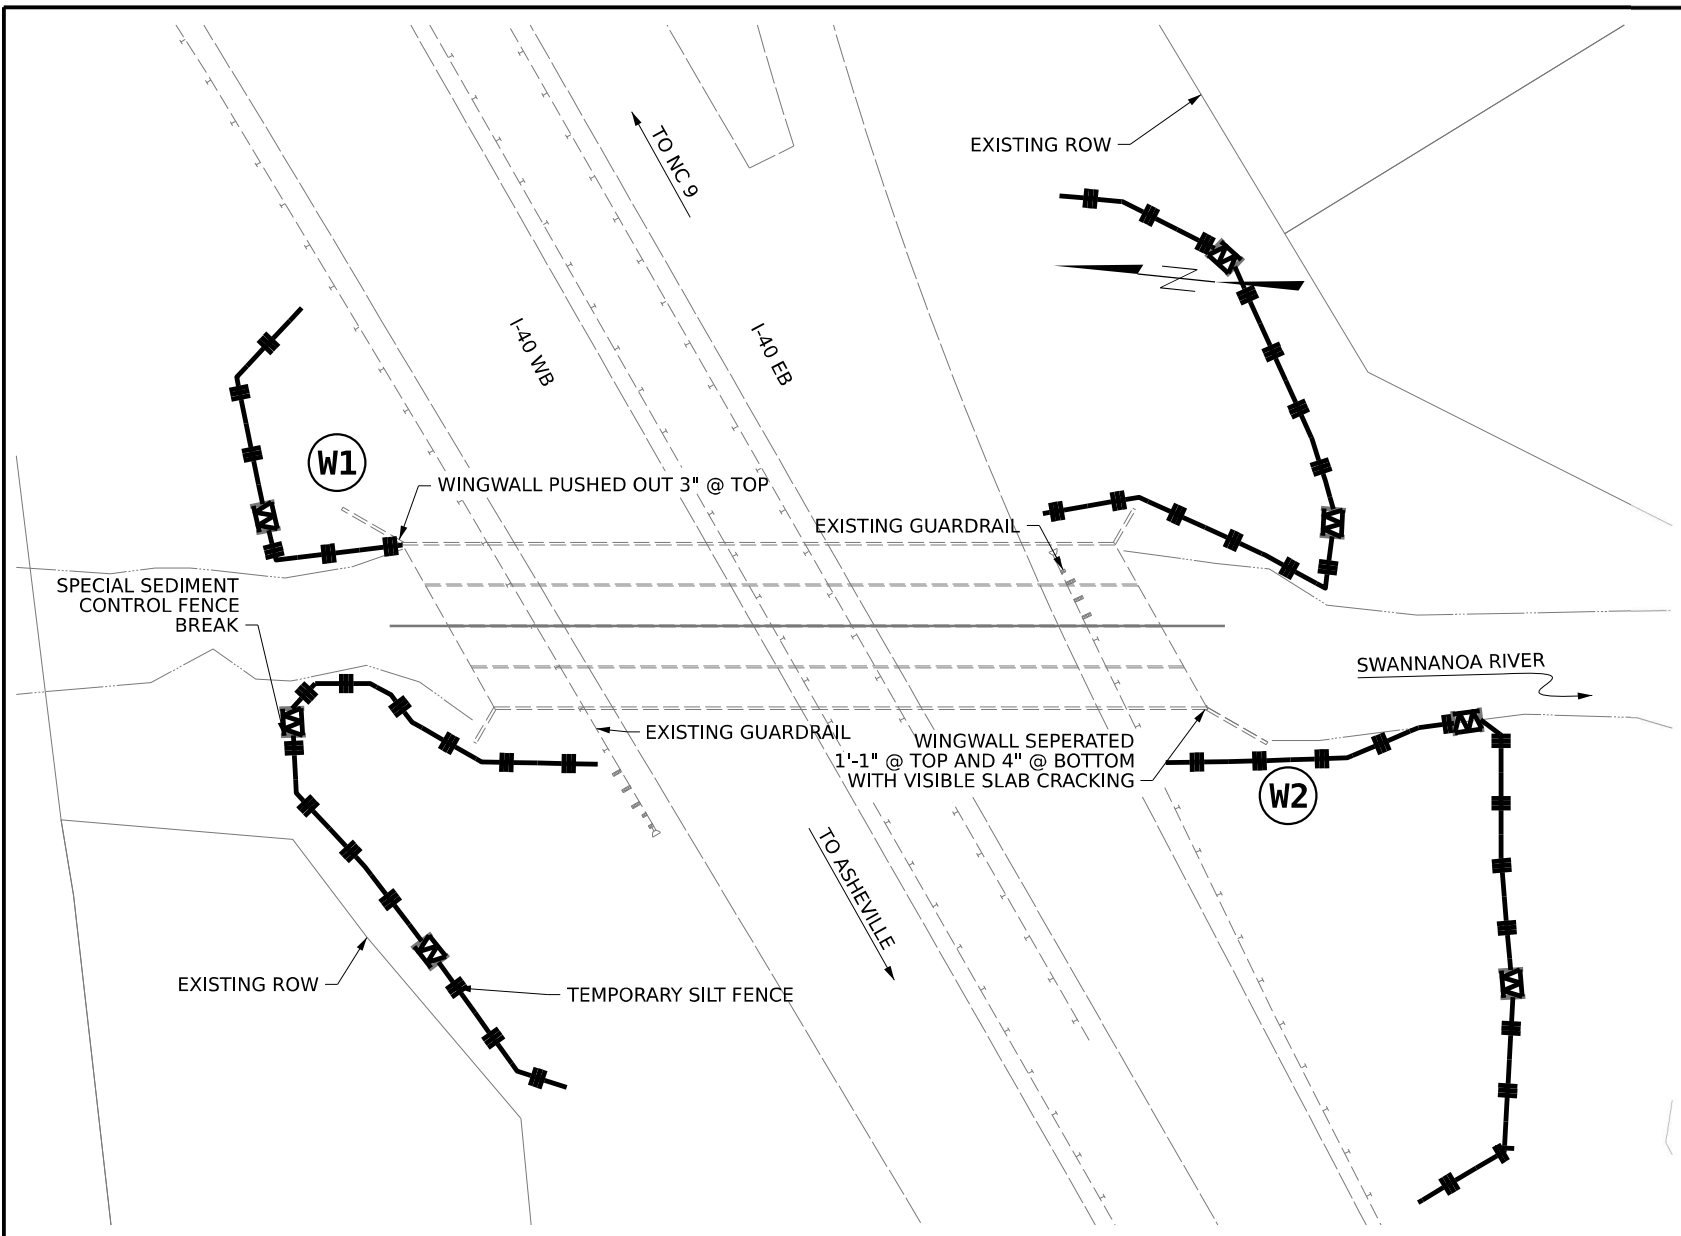 TO NC 9
EXISTING ROW
N
I-40 WB
I-40 EB
W1
WINGWALL PUSHED OUT 3" @ TOP
EXISTING GUARDRAIL
SPECIAL SEDIMENT
CONTROL FENCE
BREAK
SWANNANOA RIVER
EXISTING GUARDRAIL
WINGWALL SEPERATED
1'-1" @ TOP AND 4" @ BOTTOM
WITH VISIBLE SLAB CRACKING
W2
TO ASHEVILLE
EXISTING ROW
TEMPORARY SILT FENCE